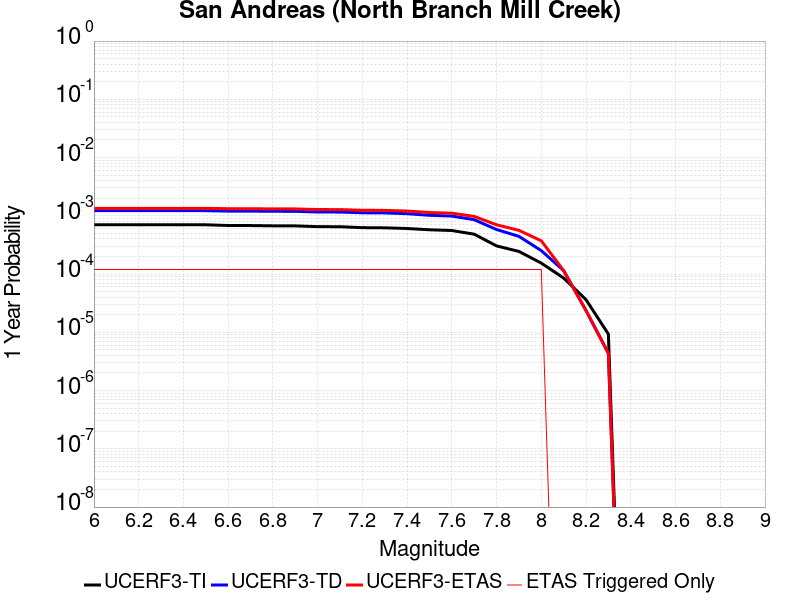 San Andreas (North Branch Mill Creek)
10^0
10^-1
10^-2
10^-3
10^-4
10^-5
10^-6
10^-7
10^-8
1 Year Probability
6 6.2 6.4 6.6 6.8 7 7.2 7.4 7.6 7.8 8 8.2 8.4 8.6 8.8 9
Magnitude
UCERF3-TI UCERF3-TD UCERF3-ETAS ETAS Triggered Only